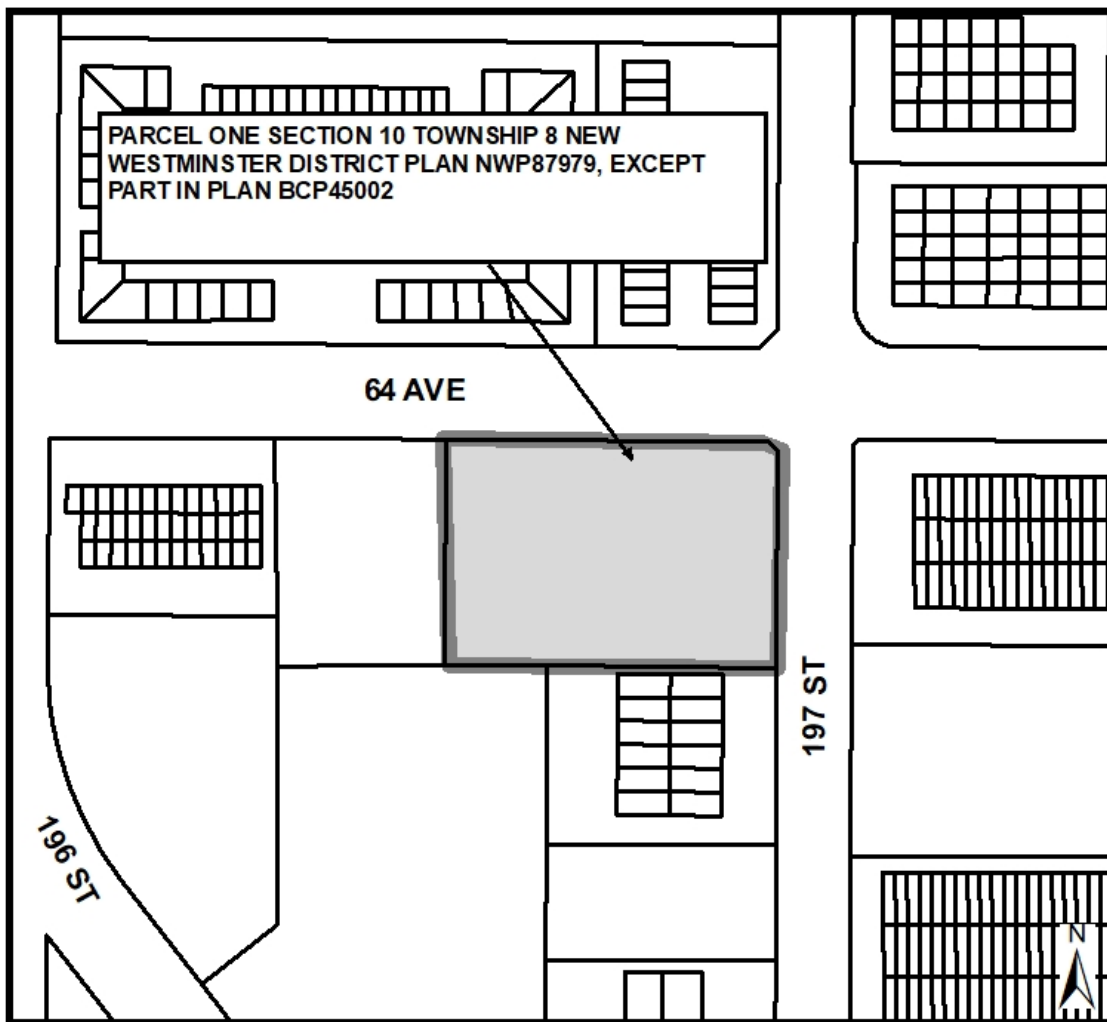 PARCEL ONE SECTION 10 TOWNSHIP 8 NEW
WESTMINSTER DISTRICT PLAN NWP87979, EXCEPT
PART IN PLAN BCP45002
64 AVE
197 ST
196 ST
N